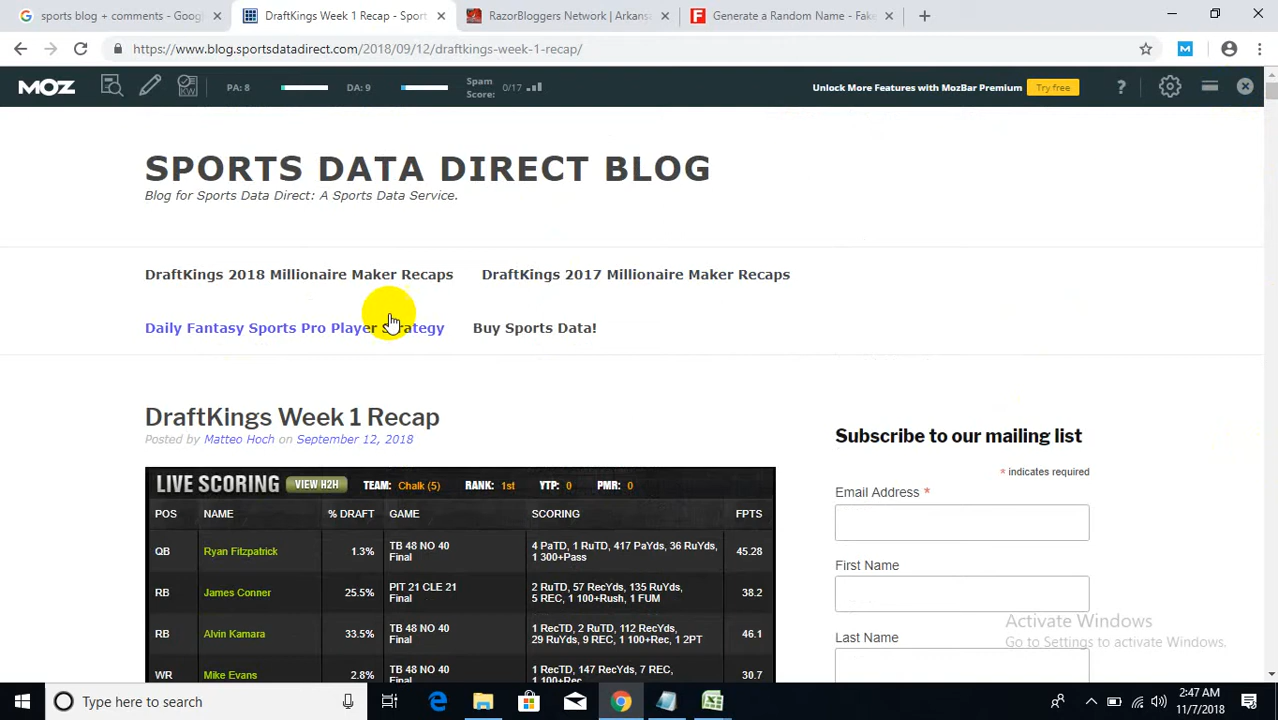 sports blog + comments - Goog
DraftKings Week 1 Recap - Sport
RazorBloggers Network | Arkans
Generate a Random Name - Fake
https://www.blog.sportsdatadirect.com/2018/09/12/draftkings-week-1-recap/
MOZ
PA: 8
DA: 9
Spam Score: 0/17
Unlock More Features with MozBar Premium
Try free
SPORTS DATA DIRECT BLOG
Blog for Sports Data Direct: A Sports Data Service.
DraftKings 2018 Millionaire Maker Recaps
DraftKings 2017 Millionaire Maker Recaps
Daily Fantasy Sports Pro Player Strategy
Buy Sports Data!
DraftKings Week 1 Recap
Posted by Matteo Hoch on September 12, 2018
LIVE SCORING VIEW H2H TEAM: Chalk (5) RANK: 1st YTP: 0 PMR: 0
POS NAME % DRAFT GAME SCORING FPTS
QB Ryan Fitzpatrick 1.3% TB 48 NO 40 Final 4 PaTD, 1 RuTD, 417 PaYds, 36 RuYds, 1 300+Pass 45.28
RB James Conner 25.5% PIT 21 CLE 21 Final 2 RuTD, 57 RecYds, 135 RuYds, 5 REC, 1 100+Rush, 1 FUM 38.2
RB Alvin Kamara 33.5% TB 48 NO 40 Final 1 RecTD, 2 RuTD, 112 RecYds, 29 RuYds, 9 REC, 1 100+Rec, 1 2PT 46.1
WR Mike Evans 2.8% TB 48 NO 40 Final 1 RecTD, 147 RecYds, 7 REC, 1 100+Rec 30.7
Subscribe to our mailing list
* indicates required
Email Address *
First Name
Last Name
Activate Windows
Go to Settings to activate Windows.
Type here to search
2:47 AM
11/7/2018